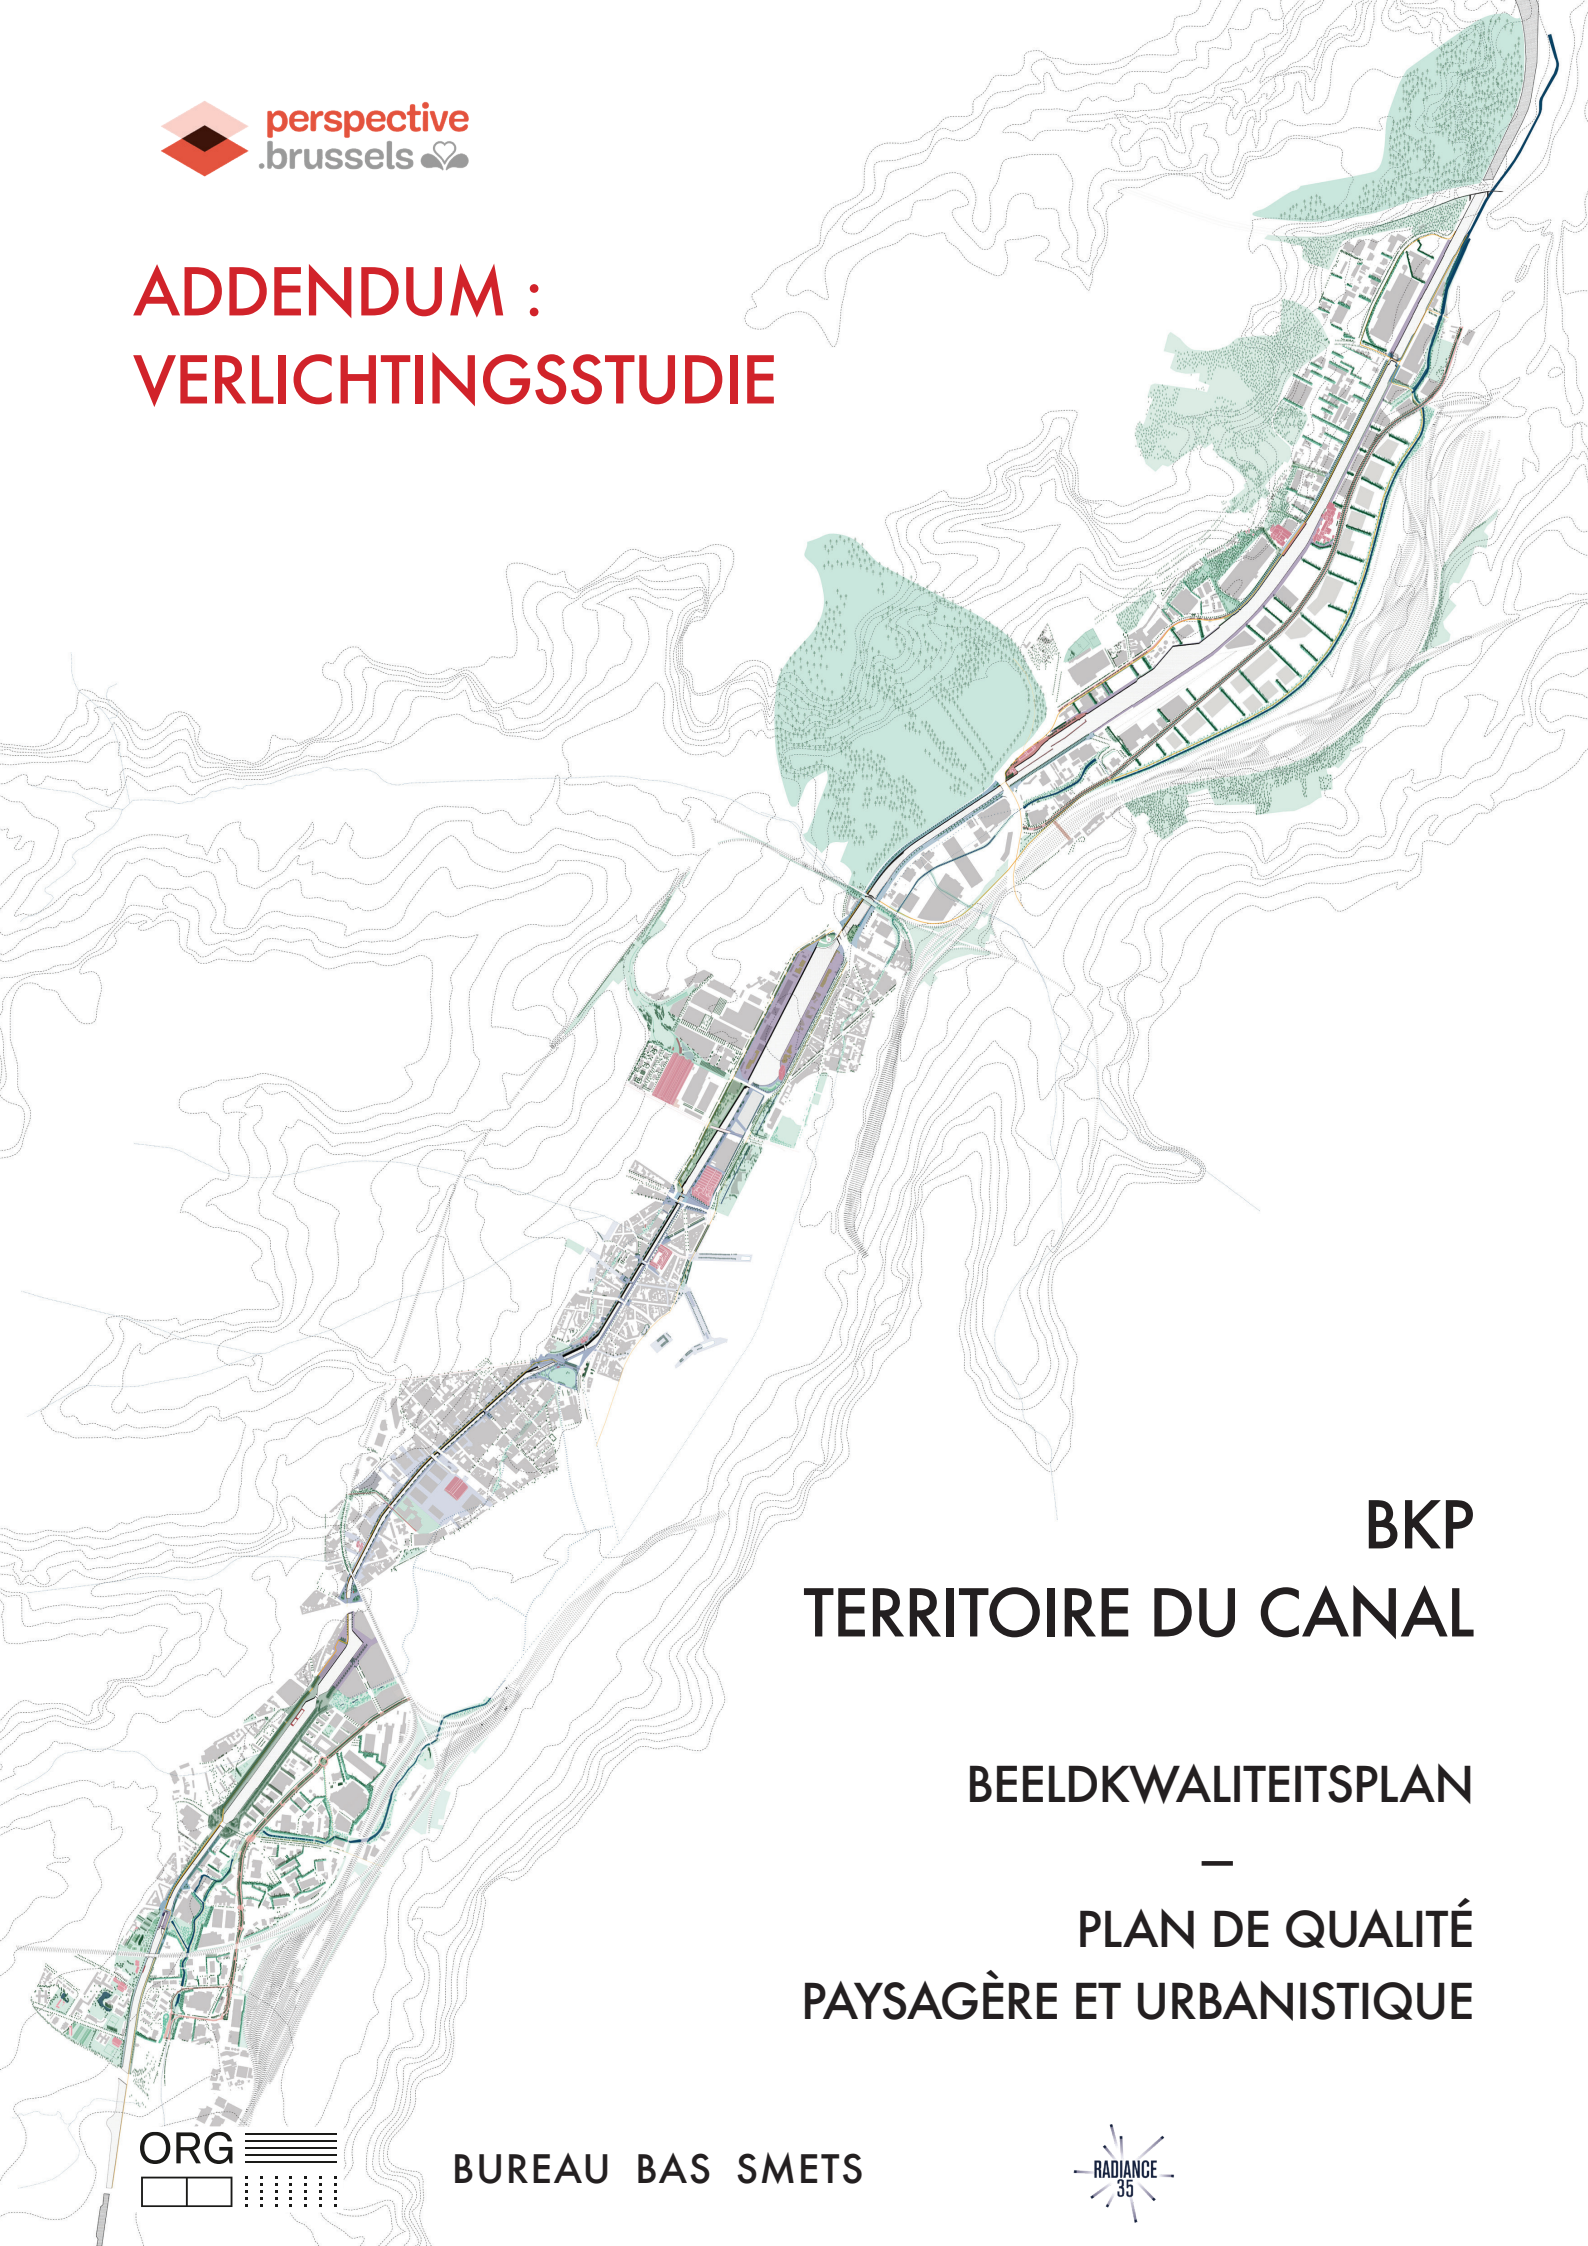 perspective
.brussels
ADDENDUM :
VERLICHTINGSSTUDIE
BKP
TERRITOIRE DU CANAL
BEELDKWALITEITSPLAN
—
PLAN DE QUALITÉ
PAYSAGÈRE ET URBANISTIQUE
ORG
BUREAU BAS SMETS
RADIANCE
35